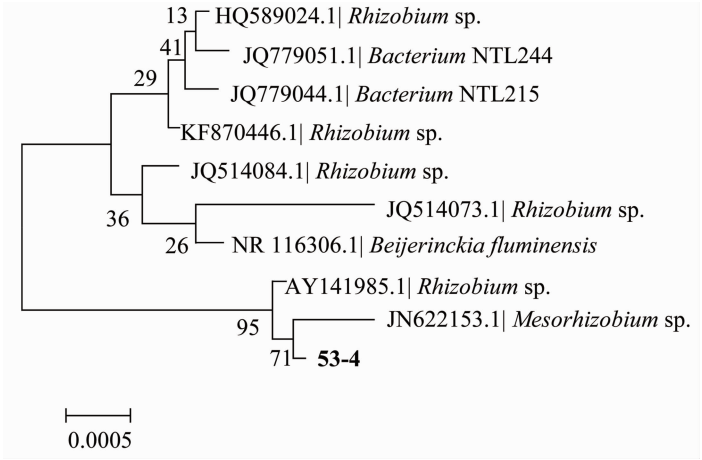 13
HQ589024.1| Rhizobium sp.
41
JQ779051.1| Bacterium NTL244
29
JQ779044.1| Bacterium NTL215
KF870446.1| Rhizobium sp.
JQ514084.1| Rhizobium sp.
36
JQ514073.1| Rhizobium sp.
26
NR 116306.1| Beijerinckia fluminensis
AY141985.1| Rhizobium sp.
95
JN622153.1| Mesorhizobium sp.
71
53-4
0.0005